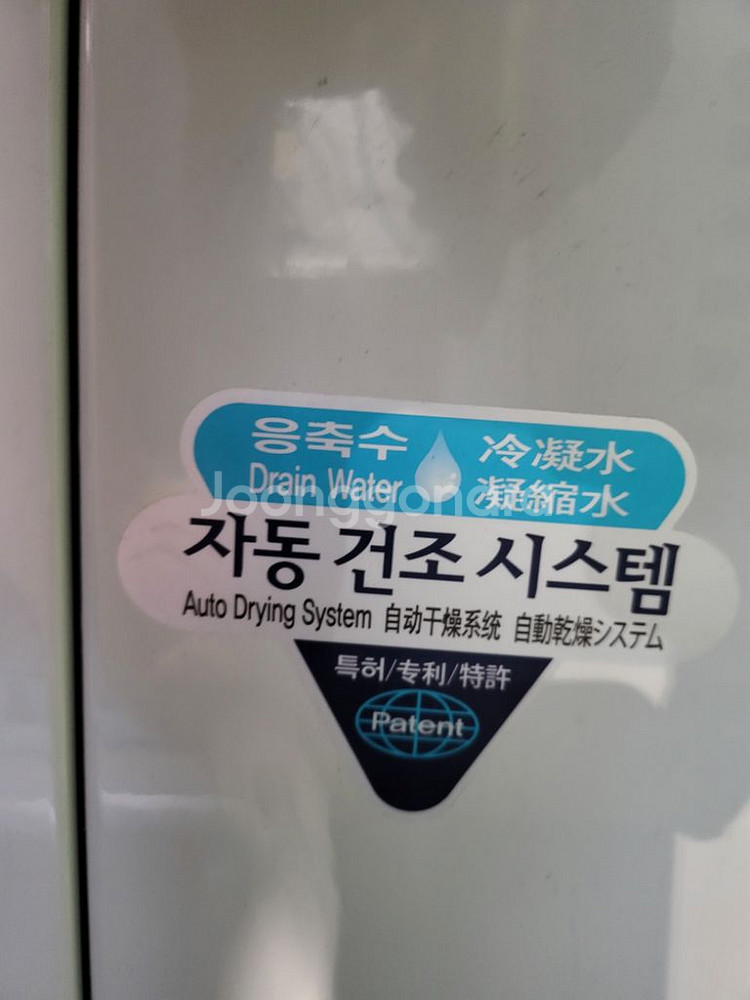 응축수 冷凝水
Drain Water 凝縮水
자동 건조 시스템
Auto Drying System 自动干燥系统 自動乾燥システム
특허/专利/特許
Patent